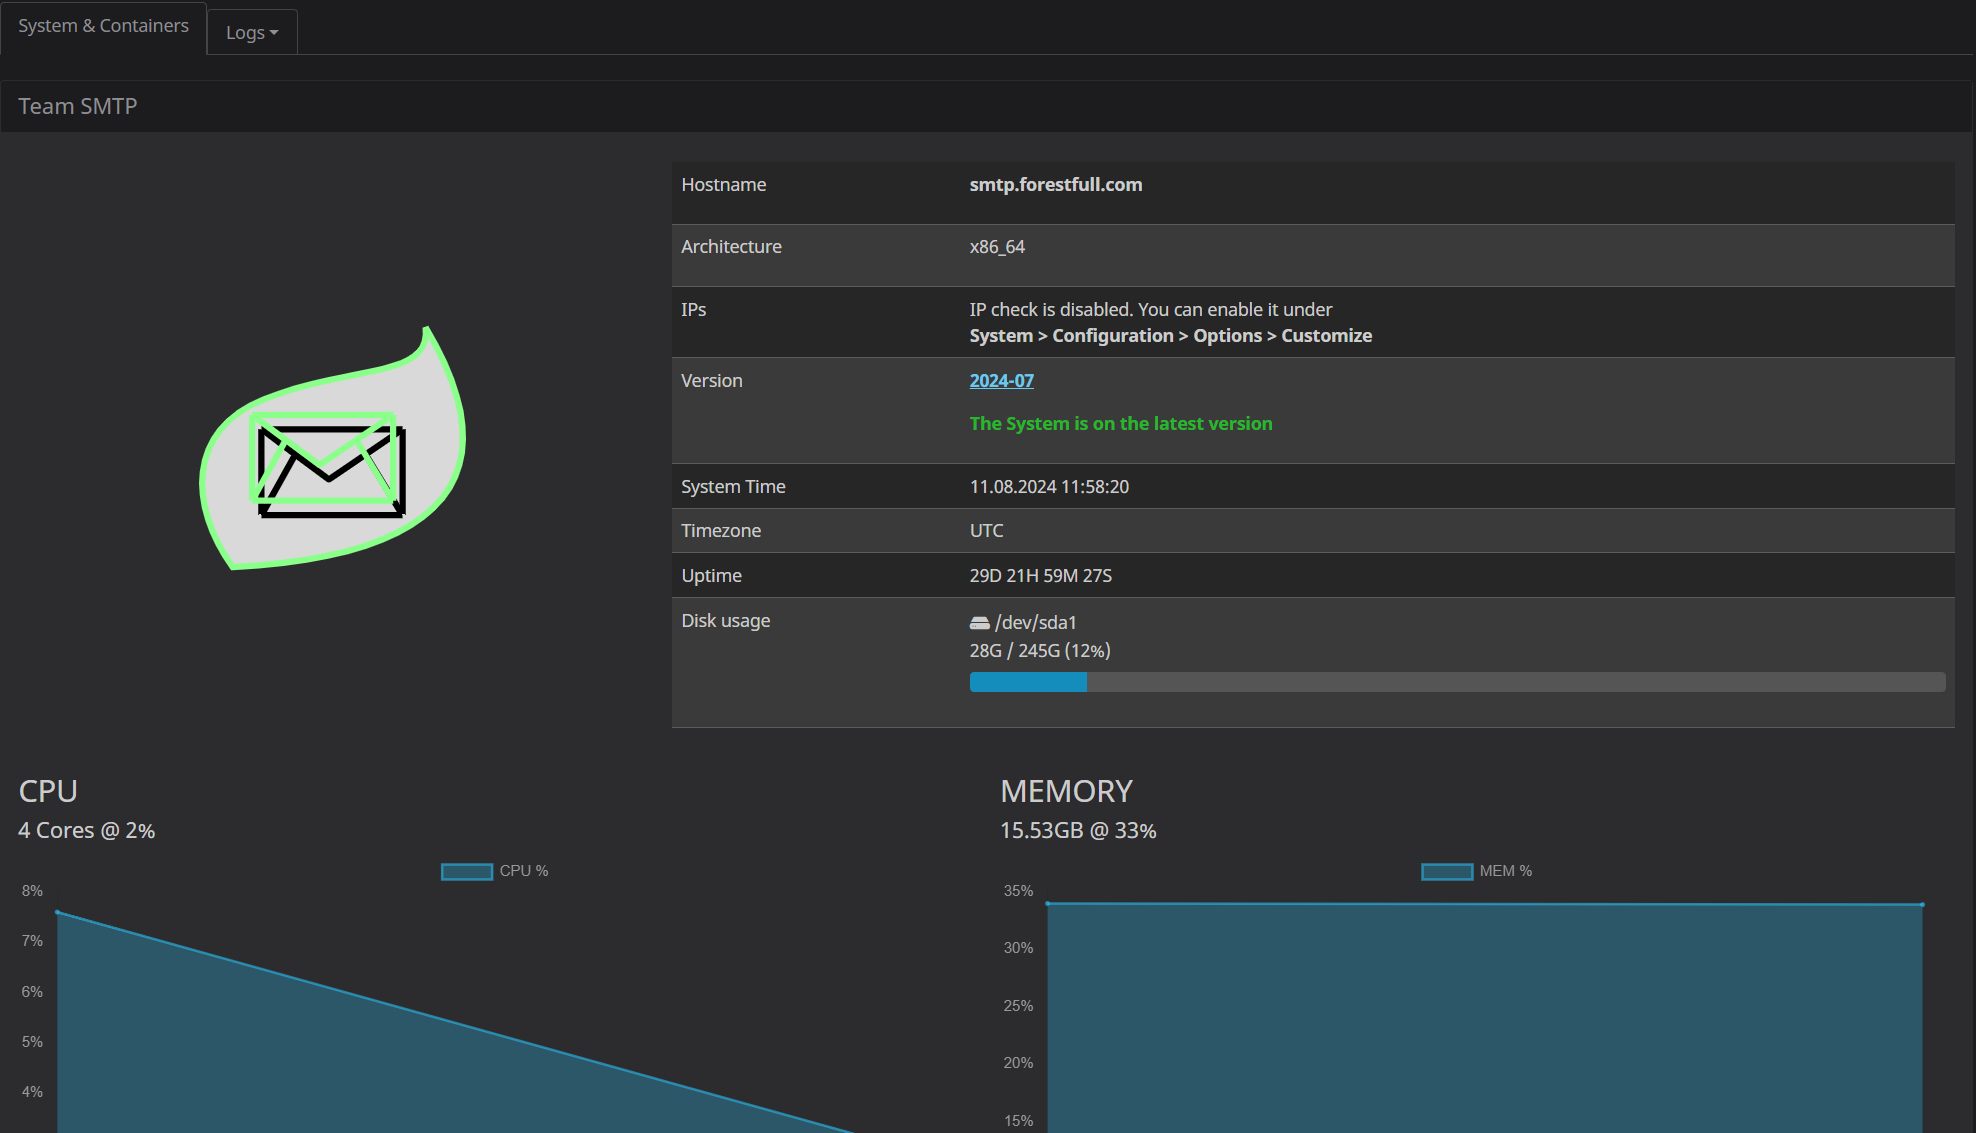 System & Containers
Logs
Team SMTP
Hostname smtp.forestfull.com
Architecture x86_64
IPs IP check is disabled. You can enable it under
System > Configuration > Options > Customize
Version 2024-07
The System is on the latest version
System Time 11.08.2024 11:58:20
Timezone UTC
Uptime 29D 21H 59M 27S
Disk usage /dev/sda1
28G / 245G (12%)
CPU
4 Cores @ 2%
CPU %
8%
7%
6%
5%
4%
MEMORY
15.53GB @ 33%
MEM %
35%
30%
25%
20%
15%